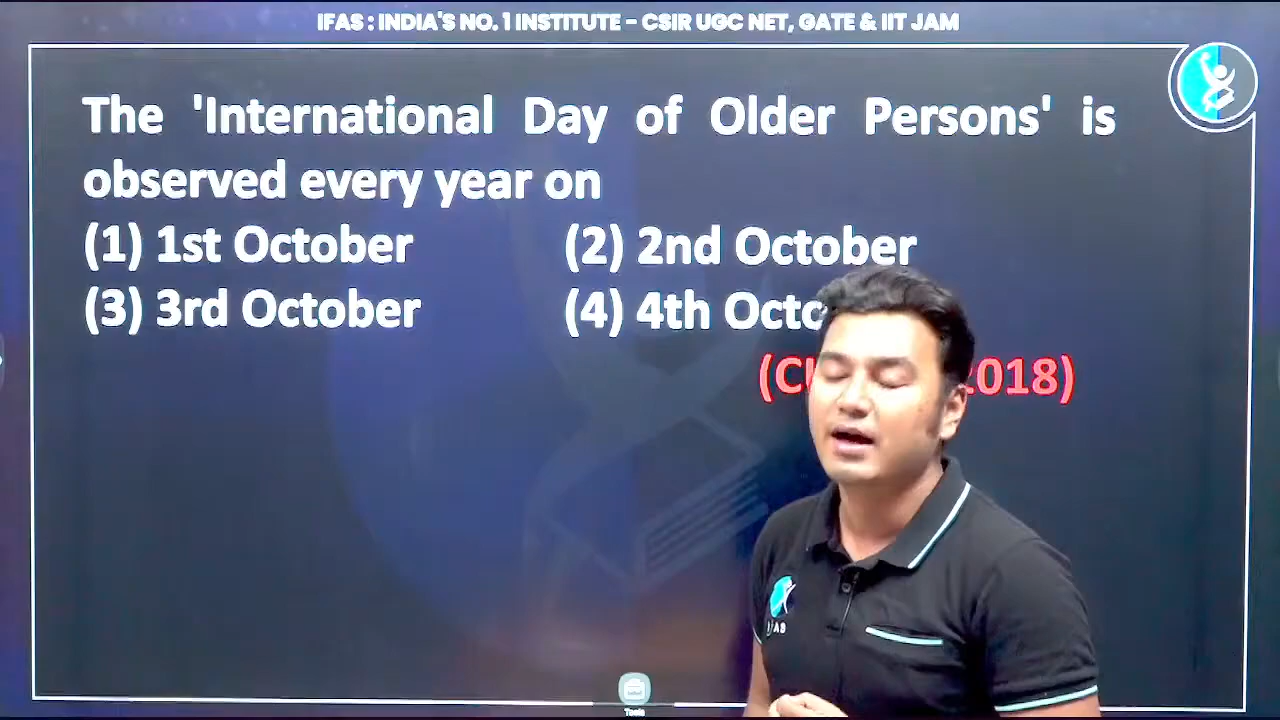 IFAS : INDIA'S NO. 1 INSTITUTE - CSIR UGC NET, GATE & IIT JAM
The 'International Day of Older Persons' is
observed every year on
(1) 1st October (2) 2nd October
(3) 3rd October (4) 4th
2018)
Tools